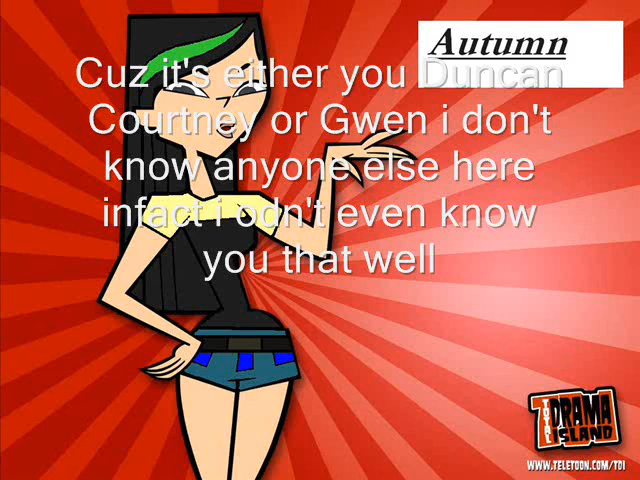 Autumn
Cuz it's either you Duncan
Courtney or Gwen i don't
know anyone else here
infact i odn't even know
you that well
TOTAL
DRAMA
ISLAND
WWW.TELETOON.COM/TDI